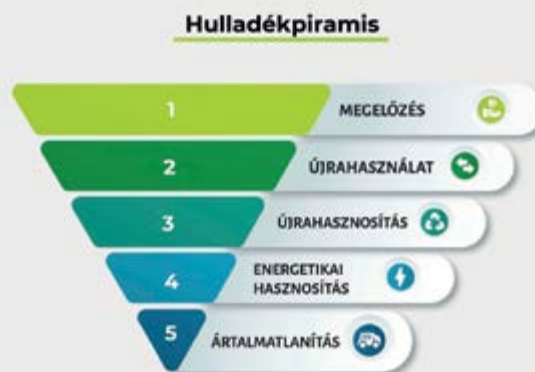 Hulladékpiramis
1 MEGELŐZÉS
2 ÚJRAHASZNÁLAT
3 ÚJRAHASZNOSÍTÁS
4 ENERGETIKAI
HASZNOSÍTÁS
5 ÁRTALMATLANÍTÁS